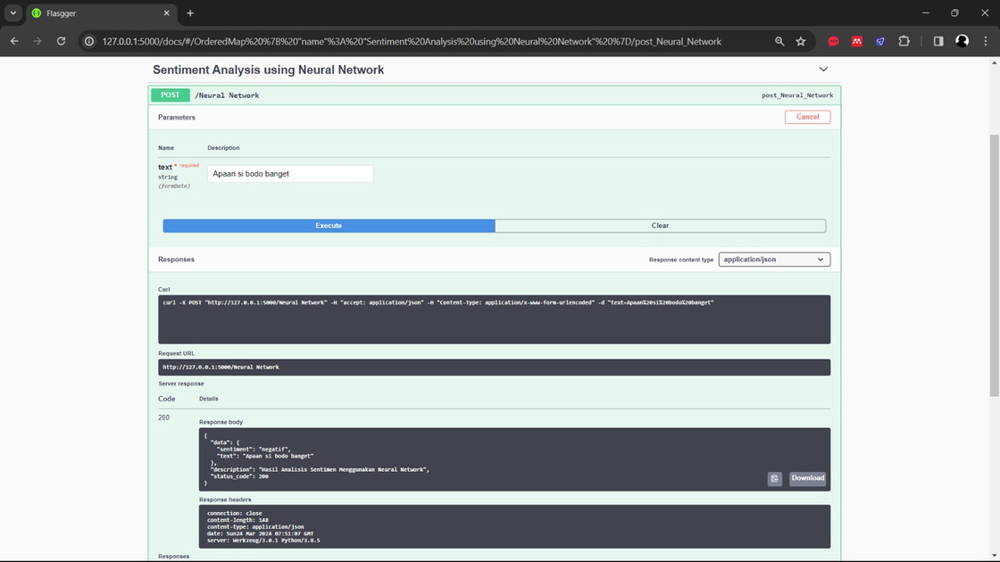 Flasgger
127.0.0.1:5000/docs/#/OrderedMap%20%7B%20"name"%3A%20"Sentiment%20Analysis%20using%20Neural%20Network"%20%7D/post_Neural_Network
Sentiment Analysis using Neural Network
POST /Neural Network post_Neural_Network
Parameters Cancel
Name Description
text * required
string
(formData)
Apaan si bodo banget
Execute Clear
Responses Response content type application/json
Curl
curl -X POST "http://127.0.0.1:5000/Neural Network" -H "accept: application/json" -H "Content-Type: application/x-www-form-urlencoded" -d "text=Apaan%20si%20bodo%20banget"
Request URL
http://127.0.0.1:5000/Neural Network
Server response
Code Details
200
Response body
{
"data": {
"sentiment": "negatif",
"text": "Apaan si bodo banget"
},
"description": "Hasil Analisis Sentimen Menggunakan Neural Network",
"status_code": 200
}
Download
Response headers
connection: close
content-length: 148
content-type: application/json
date: Sun24 Mar 2024 07:51:07 GMT
server: Werkzeug/3.0.1 Python/3.8.5
Responses